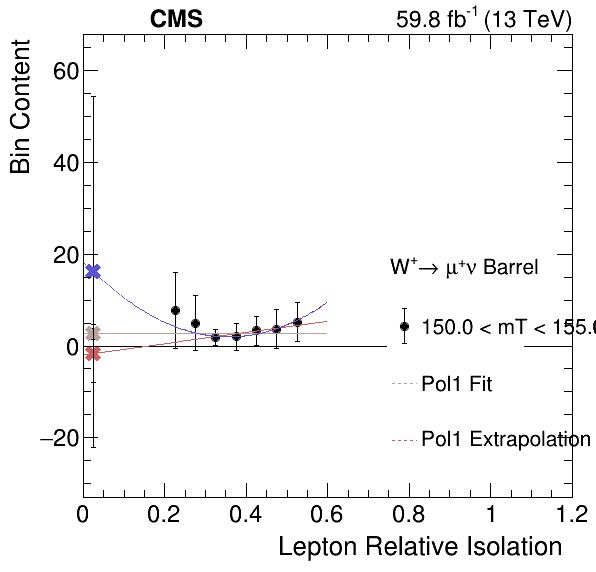 CMS
59.8 fb⁻¹ (13 TeV)
Bin Content
60
40
20
0
−20
W⁺→ μ⁺ν Barrel
150.0 < mT < 155.0
Pol1 Fit
Pol1 Extrapolation
0 0.2 0.4 0.6 0.8 1 1.2
Lepton Relative Isolation